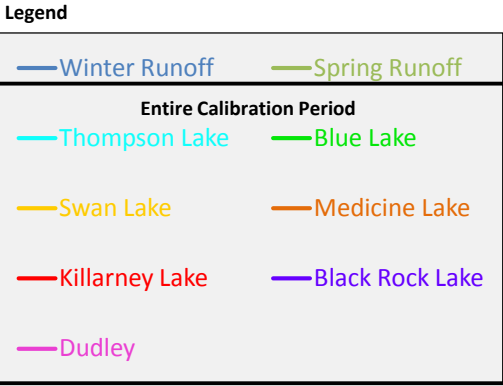 Legend
Winter Runoff Spring Runoff
Entire Calibration Period
Thompson Lake Blue Lake
Swan Lake Medicine Lake
Killarney Lake Black Rock Lake
Dudley